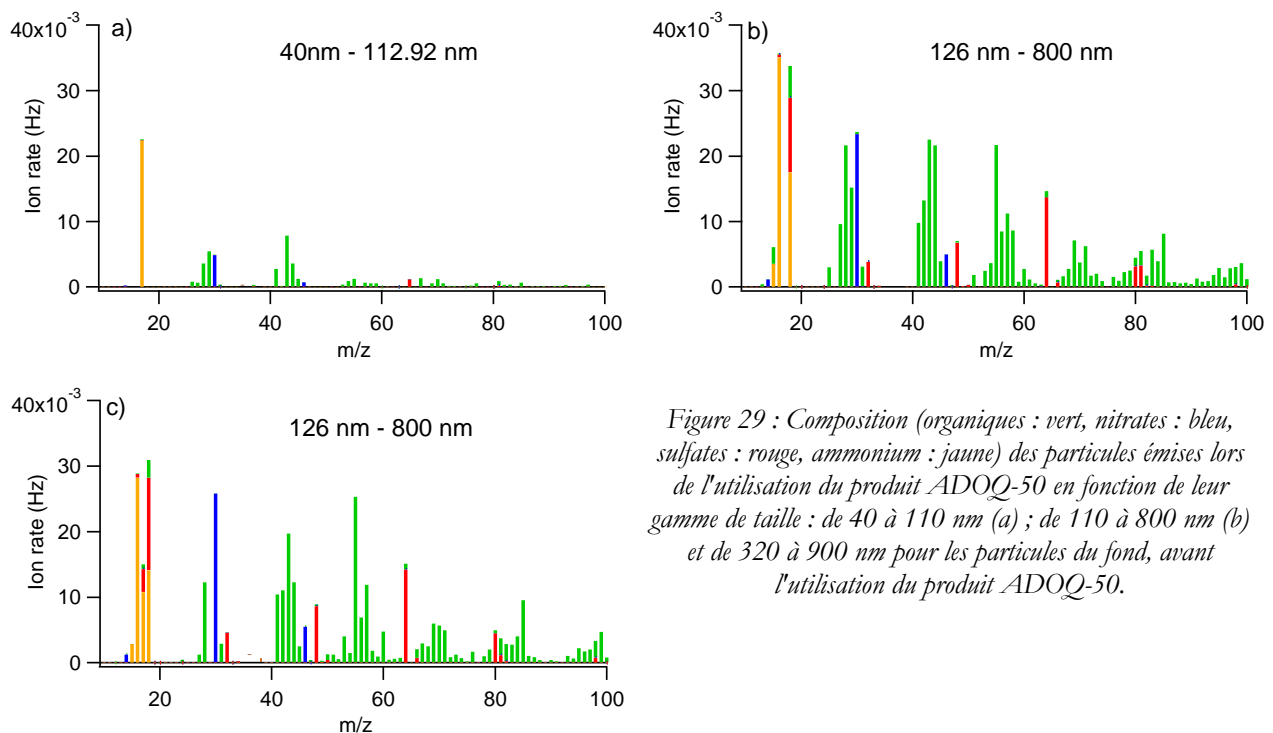 a)
40nm - 112.92 nm
40x10-3
30
20
10
0
Ion rate (Hz)
20
40
60
80
100
m/z
b)
126 nm - 800 nm
40x10-3
30
20
10
0
Ion rate (Hz)
20
40
60
80
100
m/z
c)
126 nm - 800 nm
40x10-3
30
20
10
0
Ion rate (Hz)
20
40
60
80
100
m/z
Figure 29 : Composition (organiques : vert, nitrates : bleu,
sulfates : rouge, ammonium : jaune) des particules émises lors
de l'utilisation du produit ADOQ-50 en fonction de leur
gamme de taille : de 40 à 110 nm (a) ; de 110 à 800 nm (b)
et de 320 à 900 nm pour les particules du fond, avant
l'utilisation du produit ADOQ-50.